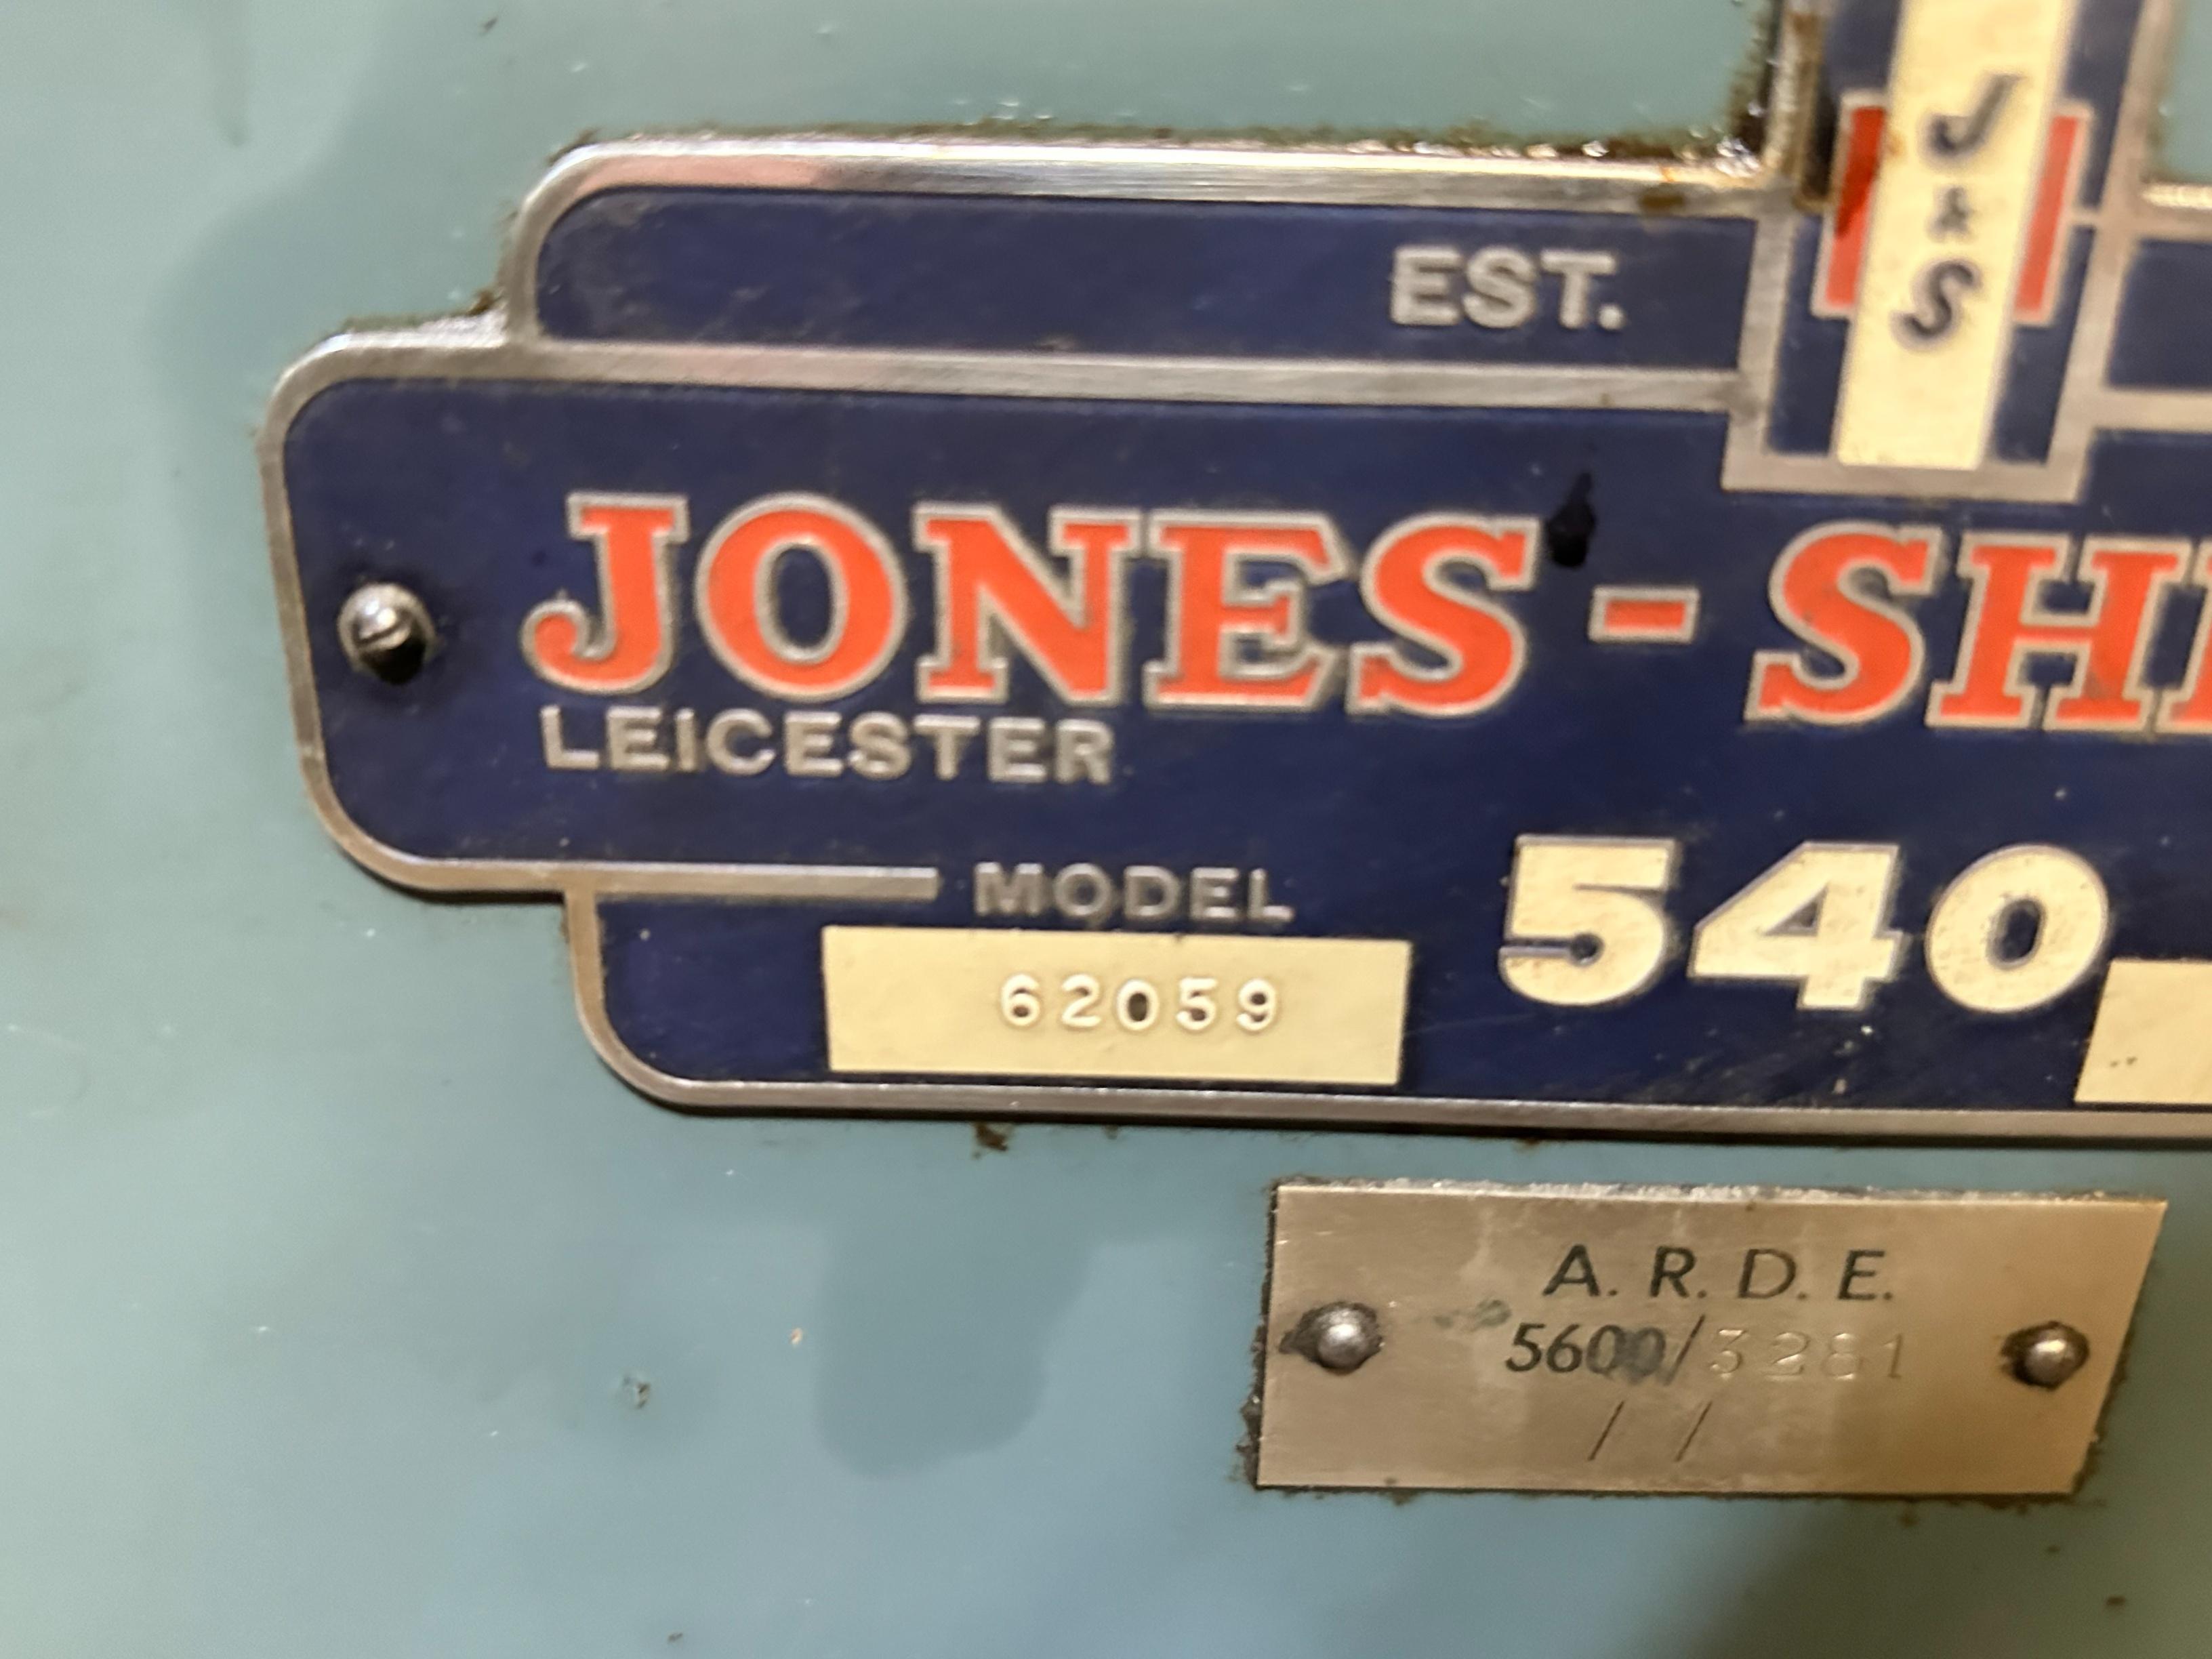 J
&
S
EST.
JONES - SH
LEICESTER
MODEL 540
62059
A. R. D. E.
5600/3281
/ /